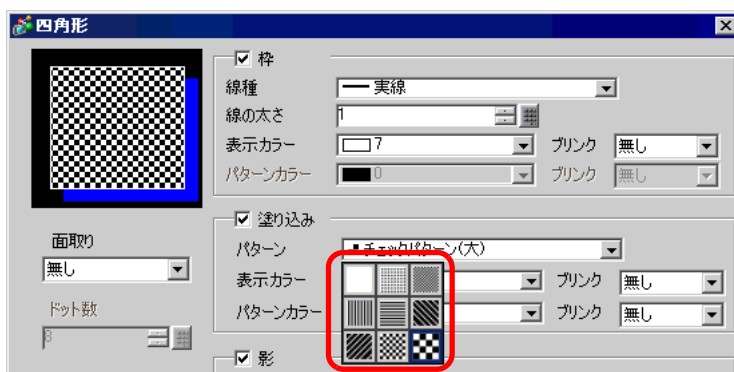 四角形
枠
線種 実線
線の太さ 1
表示カラー 7 ブリンク 無し
パターンカラー 0 ブリンク 無し
塗り込み
面取り
無し
ドット数
8
パターン チェックパターン(大)
表示カラー ブリンク 無し
パターンカラー ブリンク 無し
影